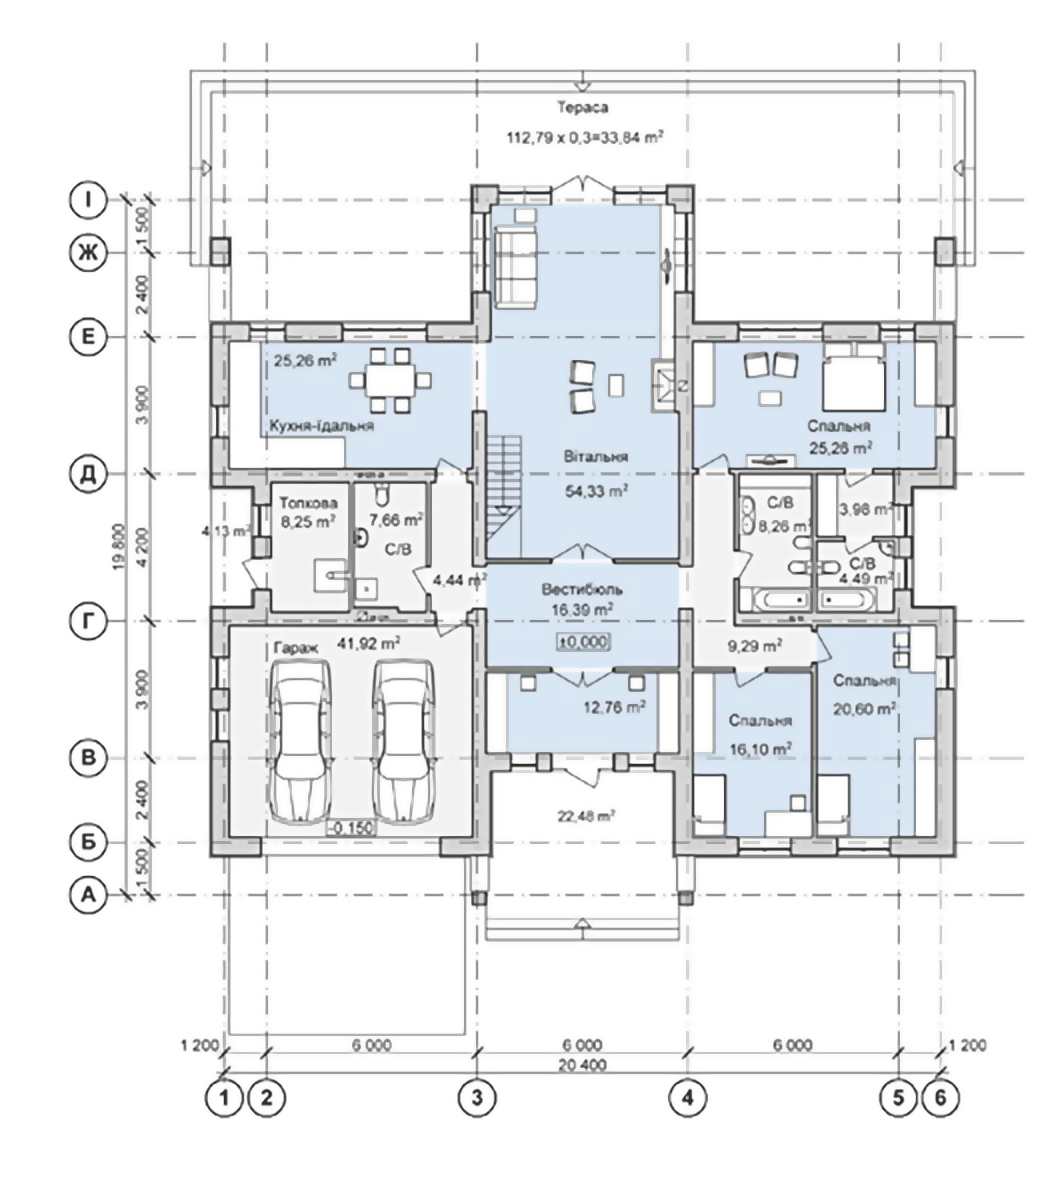 Тераса
112,79 x 0,3=33,84 m²
І
1 500
Ж
2 400
Е
25,26 m²
3 900
Кухня-їдальня
Спальня
25,26 m²
Вітальня
54,33 m²
Д
Топкова
8,25 m²
7,66 m²
С/В
4,13 m²
С/В
8,26 m²
3,96 m²
С/В
4,49 m²
19 800
4 200
4,44 m²
Вестибюль
16,39 m²
±0,000
Г
Гараж
41,92 m²
9,29 m²
3 900
Спальня
20,60 m²
12,76 m²
Спальня
16,10 m²
В
2 400
22,48 m²
-0,150
Б
1 500
А
1 200
6 000
6 000
6 000
1 200
20 400
1
2
3
4
5
6